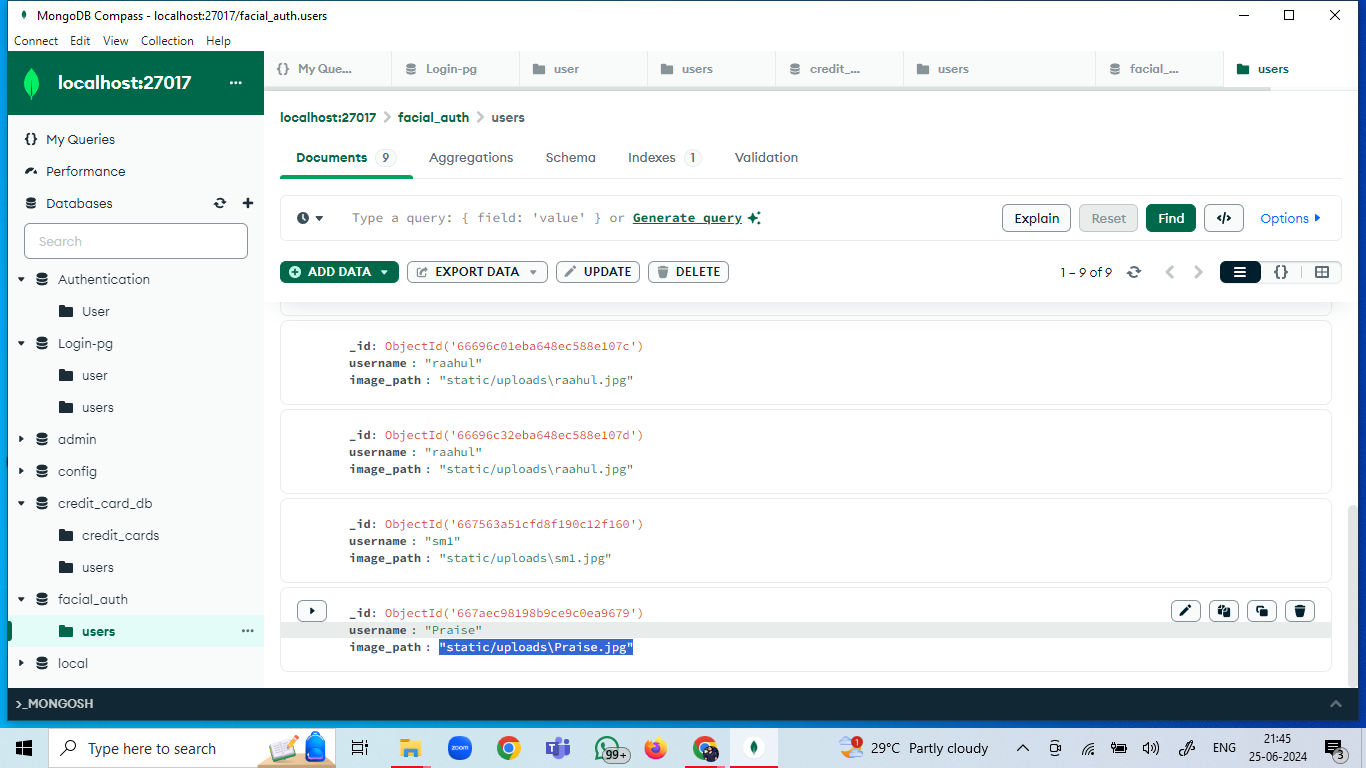 MongoDB Compass - localhost:27017/facial_auth.users
Connect Edit View Collection Help
localhost:27017 ...
{} My Que... Login-pg user users credit_... users facial_... users
localhost:27017 > facial_auth > users
My Queries
Performance
Databases
Search
Authentication
User
Login-pg
user
users
admin
config
credit_card_db
credit_cards
users
facial_auth
users ...
local
Documents 9 Aggregations Schema Indexes 1 Validation
Type a query: { field: 'value' } or Generate query
Explain Reset Find </> Options
ADD DATA EXPORT DATA UPDATE DELETE
1 – 9 of 9 {}
_id: ObjectId('66696c01eba648ec588e107c')
username : "raahul"
image_path : "static/uploads\raahul.jpg"
_id: ObjectId('66696c32eba648ec588e107d')
username : "raahul"
image_path : "static/uploads\raahul.jpg"
_id: ObjectId('667563a51cfd8f190c12f160')
username : "sm1"
image_path : "static/uploads\sm1.jpg"
_id: ObjectId('667aec98198b9ce9c0ea9679')
username : "Praise"
image_path : "static/uploads\Praise.jpg"
>_MONGOSH
Type here to search
zoom
99+
1
29°C Partly cloudy
ENG
21:45
25-06-2024
3